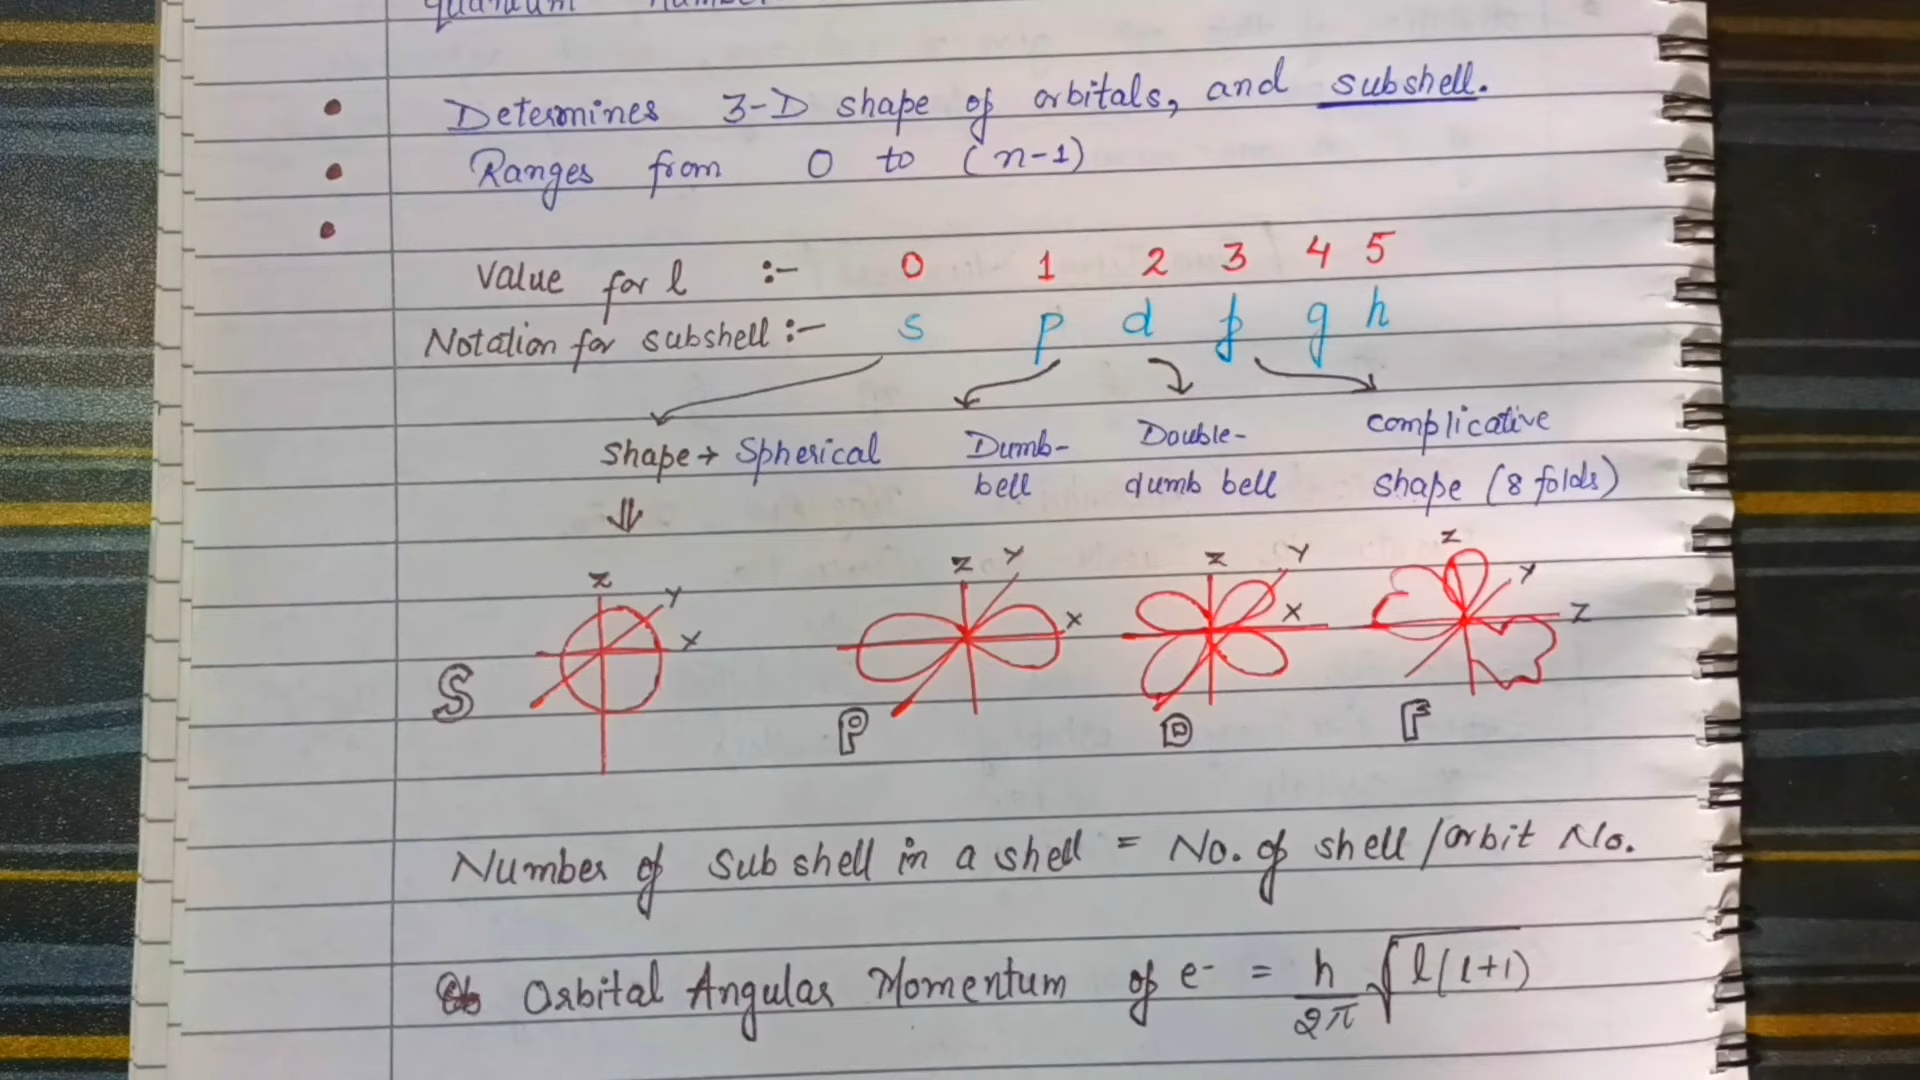 quantum number
Determines 3-D shape of orbitals, and subshell.
Ranges from 0 to (n-1)
Value for l :- 0 1 2 3 4 5
Notation for subshell :- s p d f g h
Shape → Spherical Dumb- Double- complicative
bell dumb bell shape (8 folds)
⇓
Z Y X
Z Y X
Z Y X
Z Y Z
S P D F
Number of Sub shell in a shell = No. of shell / orbit No.
Orbital Angular Momentum of e⁻ = h/2π √l(l+1)